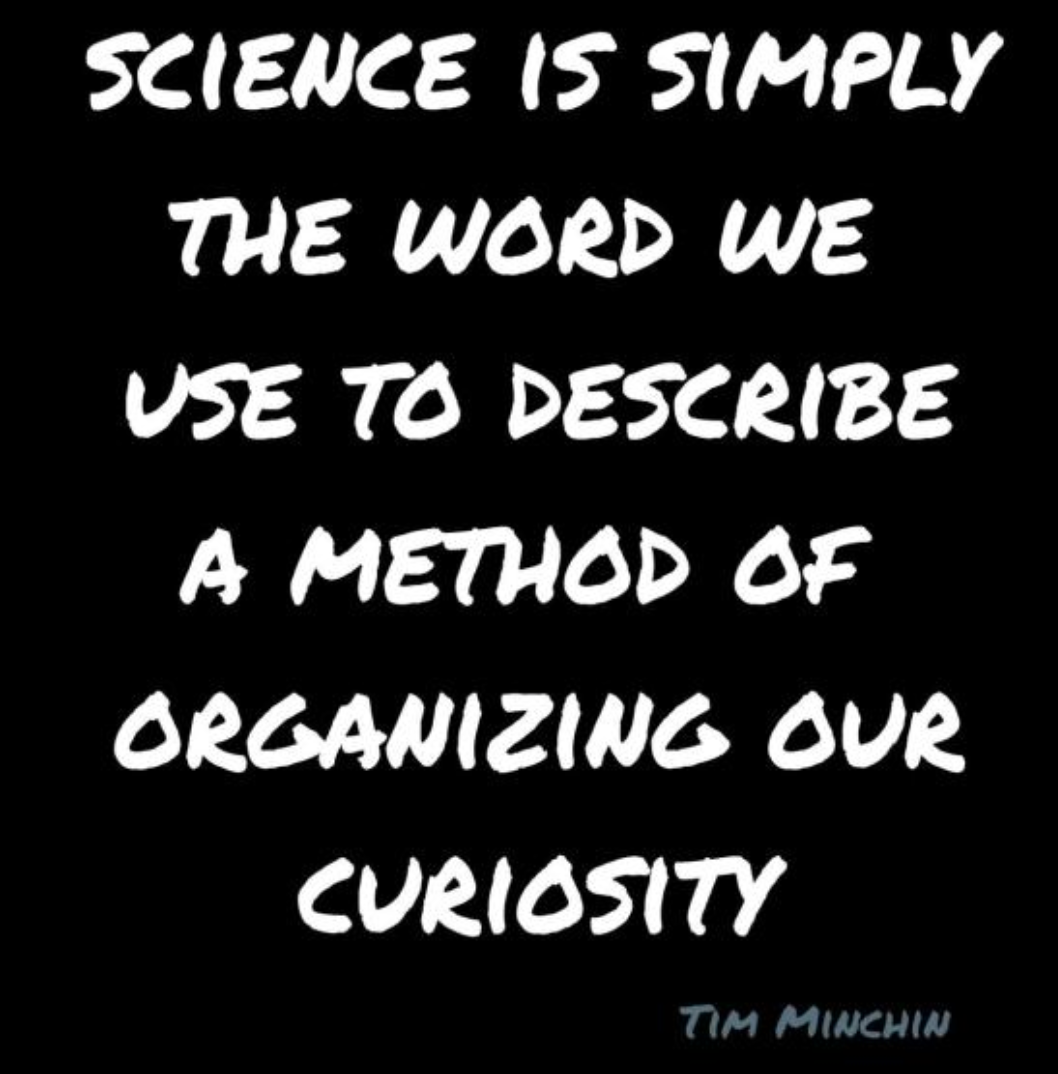 SCIENCE IS SIMPLY
THE WORD WE
USE TO DESCRIBE
A METHOD OF
ORGANIZING OUR
CURIOSITY
TIM MINCHIN